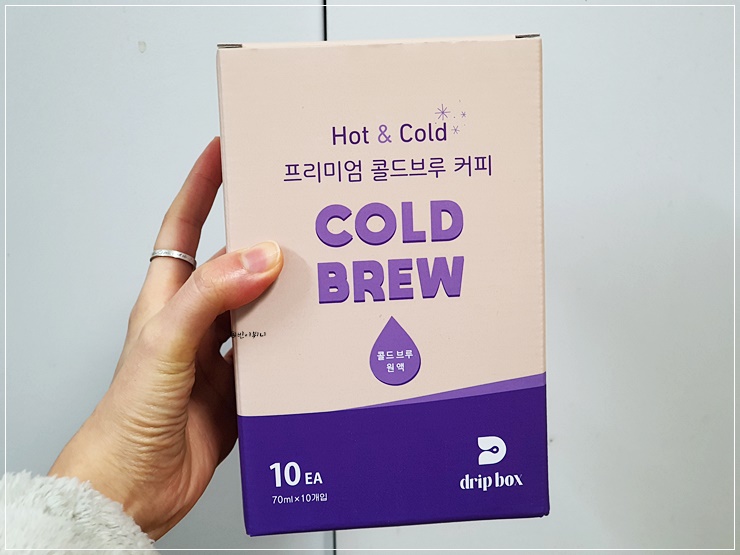 Hot & Cold
프리미엄 콜드브루 커피
COLD
BREW
콜드브루
원액
10 EA
70ml×10개입
drip box